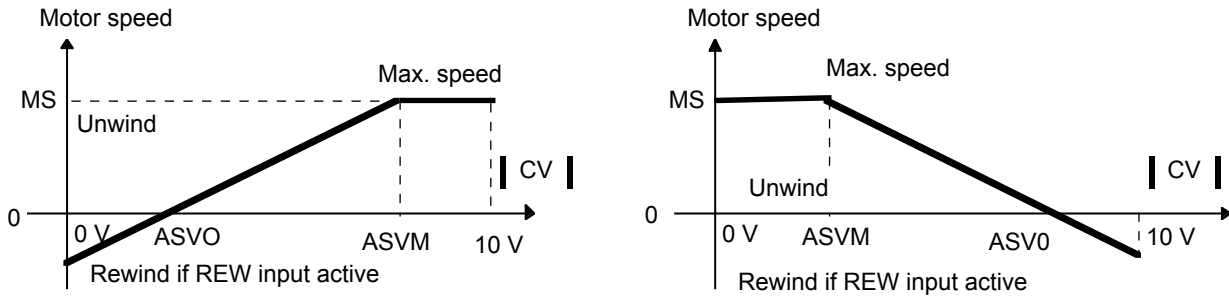 Motor speed
Max. speed
MS
Unwind
CV
0
0 V
ASVO
ASVM
10 V
Rewind if REW input active
Motor speed
Max. speed
MS
Unwind
CV
0
0 V
ASVM
ASV0
10 V
Rewind if REW input active